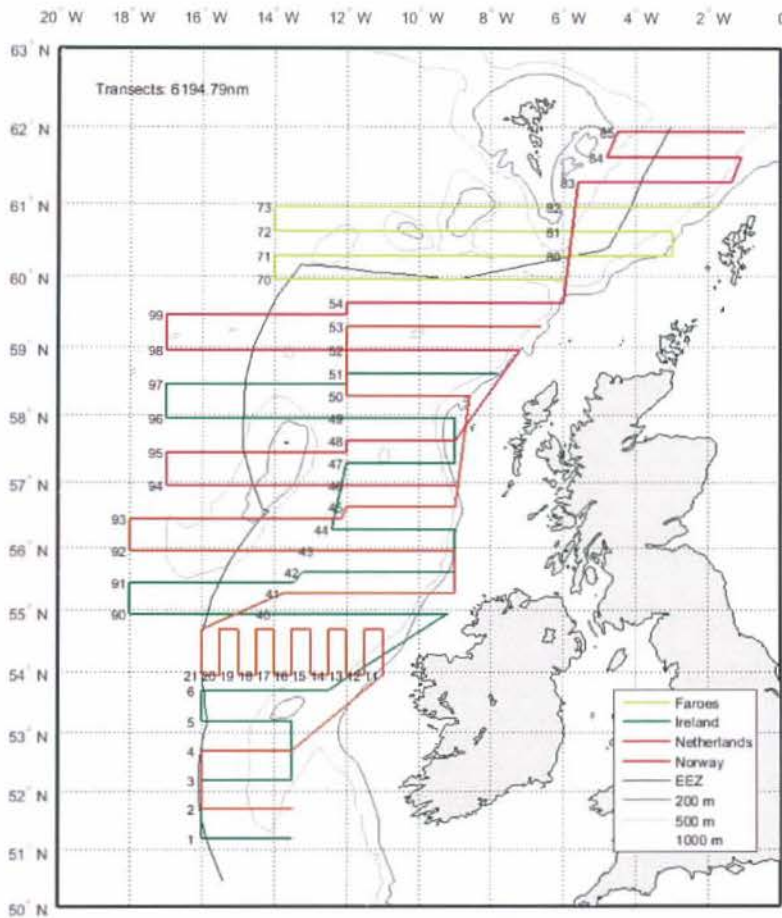 20 ° W 18 ° W 16 ° W 14 ° W 12 ° W 10 ° W 8 ° W 6 ° W 4 ° W 2 ° W 0
63 ° N
Transects: 6194.79nm
62 ° N
85
84
83
61 ° N
73 82
72 81
71 80
60 ° N
70
54
99
53
59 ° N
98 52
51
97
50
58 ° N
96 49
48
95
47
57 ° N
94 46
45
93
44
56 ° N
92 43
42
91
41
55 ° N
90 40
54 ° N
21 20 19 18 17 16 15 14 13 12 11
6
5
53 ° N
4
3
52 ° N
2
1
51 ° N
50 ° N
Faroes
Ireland
Netherlands
Norway
EEZ
200 m
500 m
1000 m